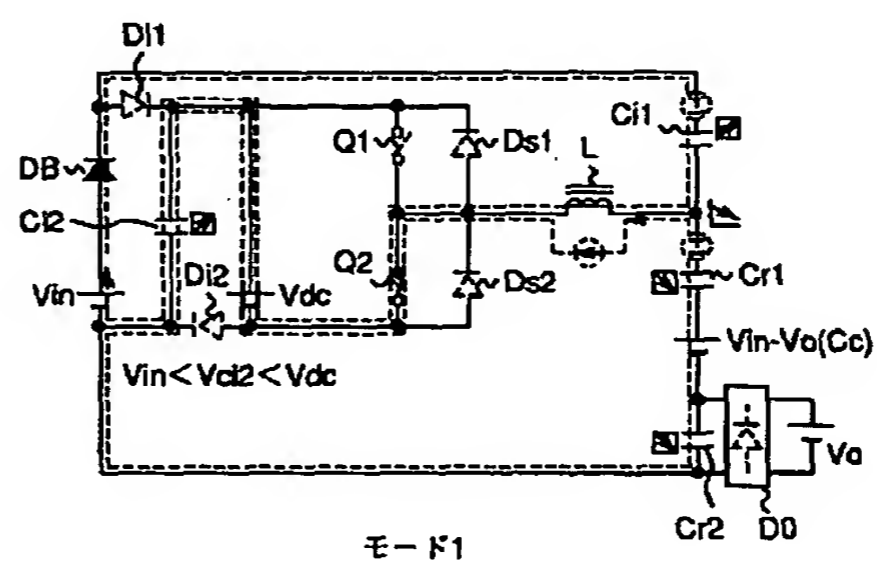 Di1
Ci1
Q1
Ds1
L
DB
Ci2
Q2
Cr1
Di2
Ds2
Vin
Vdc
Vin-Vo(Cc)
Vin<Vci2<Vdc
Vo
Cr2
D0
モード1